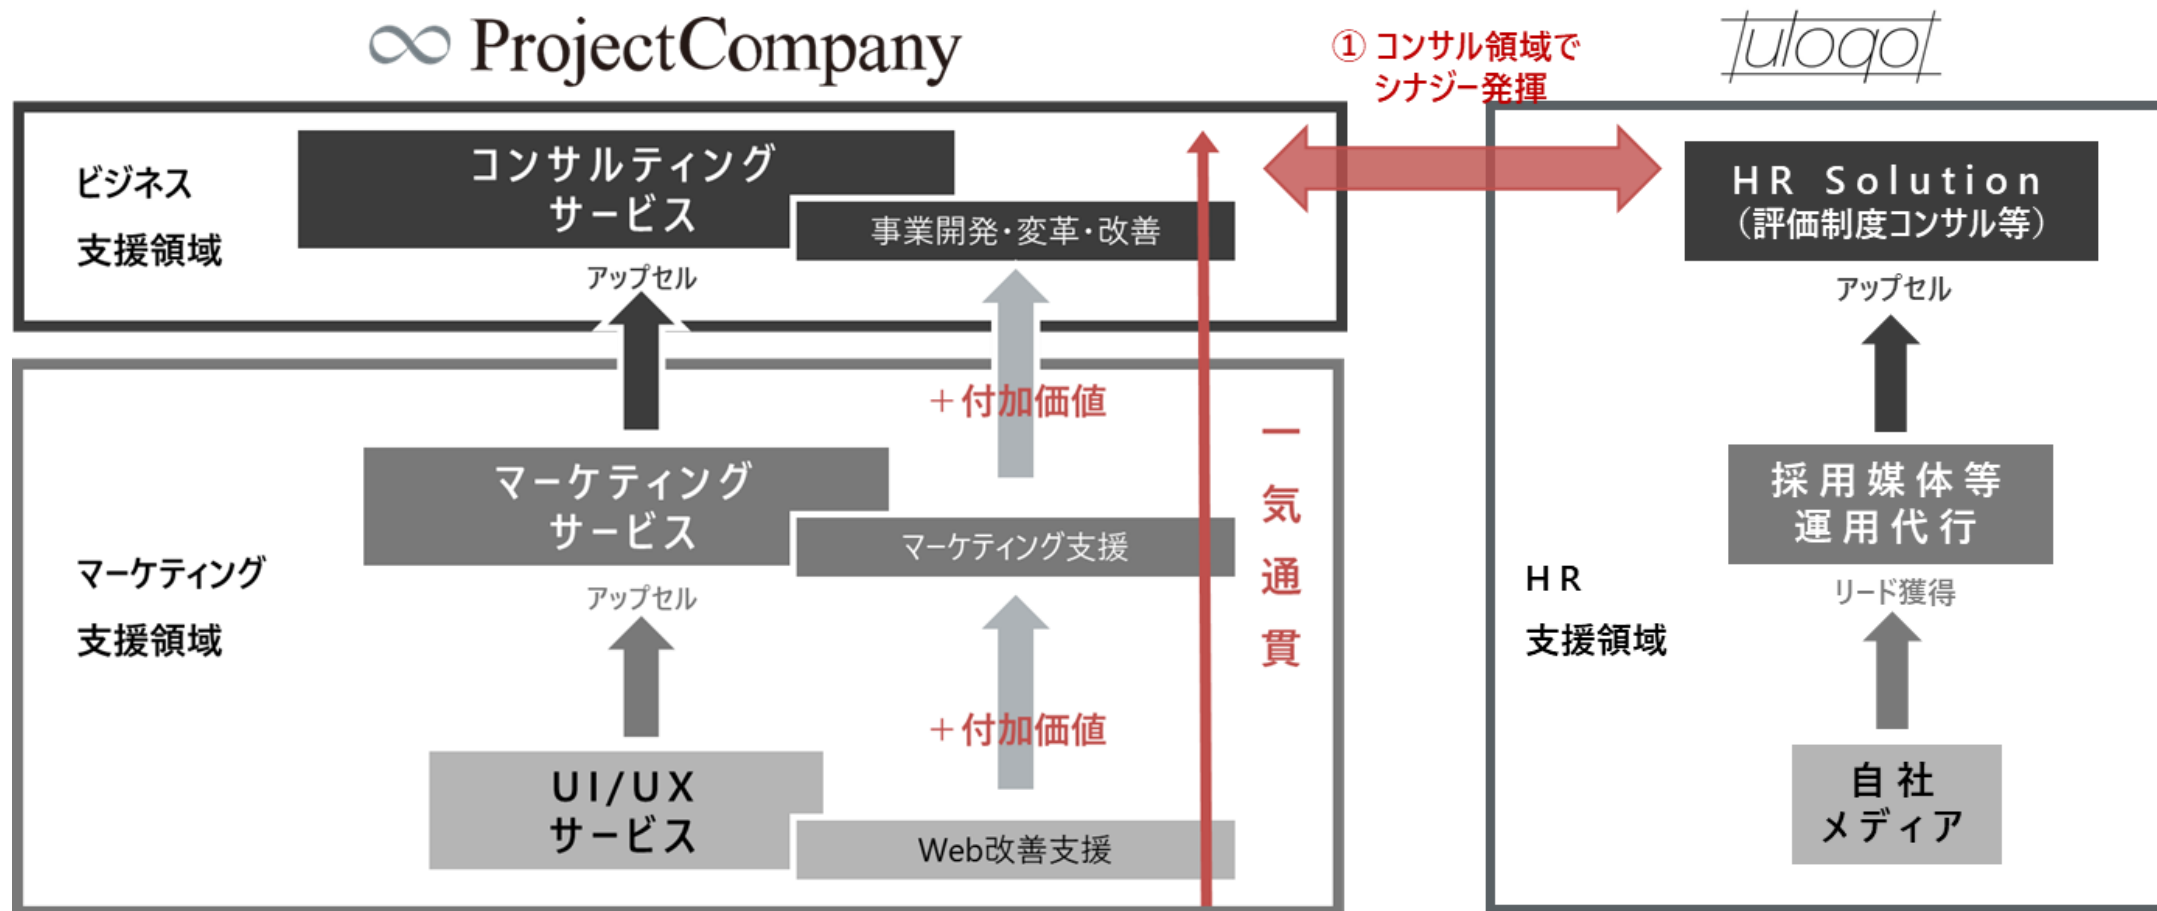 ProjectCompany
① コンサル領域で
シナジー発揮
uloqo
ビジネス
支援領域
コンサルティング
サービス
事業開発・変革・改善
アップセル
+付加価値
マーケティング
支援領域
マーケティング
サービス
マーケティング支援
アップセル
+付加価値
UI/UX
サービス
Web改善支援
一気通貫
HR Solution
(評価制度コンサル等)
アップセル
採用媒体等
運用代行
リード獲得
HR
支援領域
自社
メディア